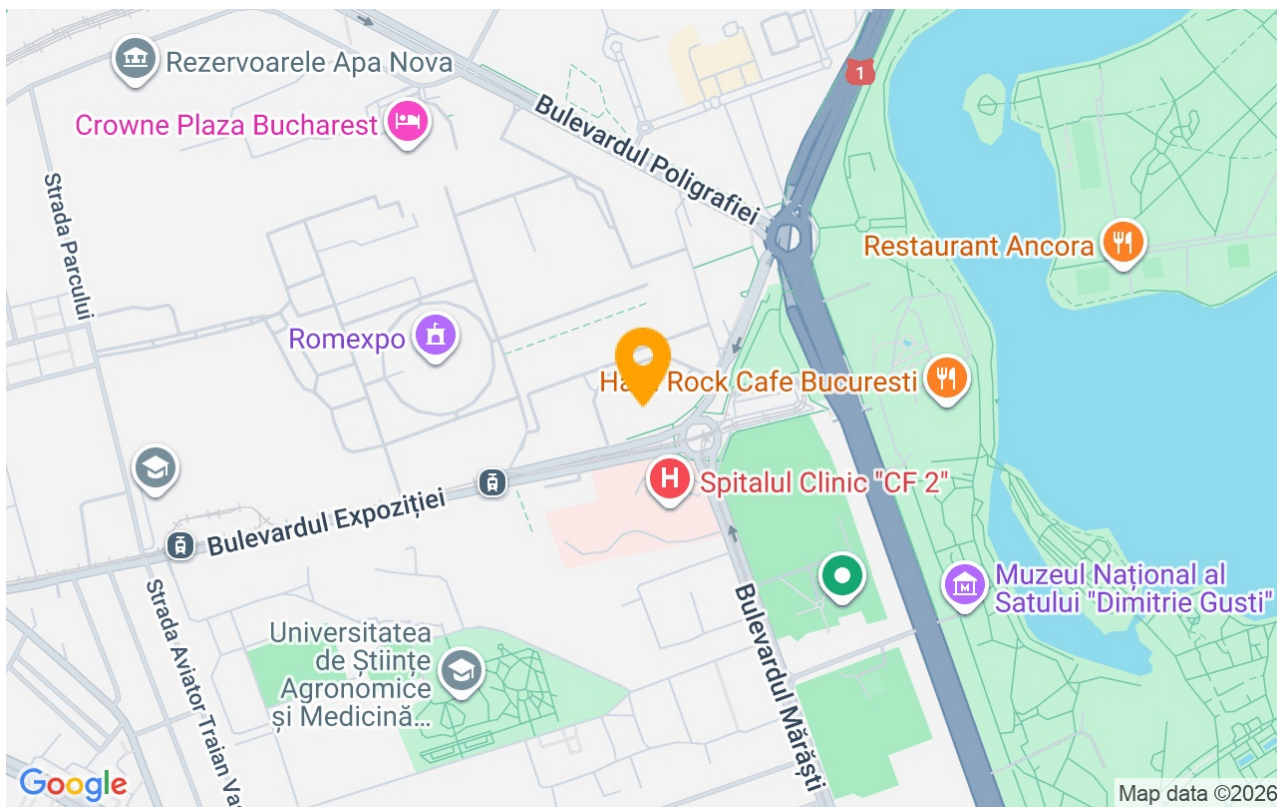 Rezervoarele Apa Nova
1
Crowne Plaza Bucharest
Bulevardul Poligrafiei
Strada Parcului
Restaurant Ancora
Romexpo
Rock Cafe Bucuresti
H
Spitalul Clinic "CF 2"
Bulevardul Expoziției
Muzeul Național al
Satului "Dimitrie Gusti"
M
Strada Aviator Traian
Universitatea
de Științe
Agronomice
și Medicină...
Bulevardul Mărăști
Google
Map data ©2026